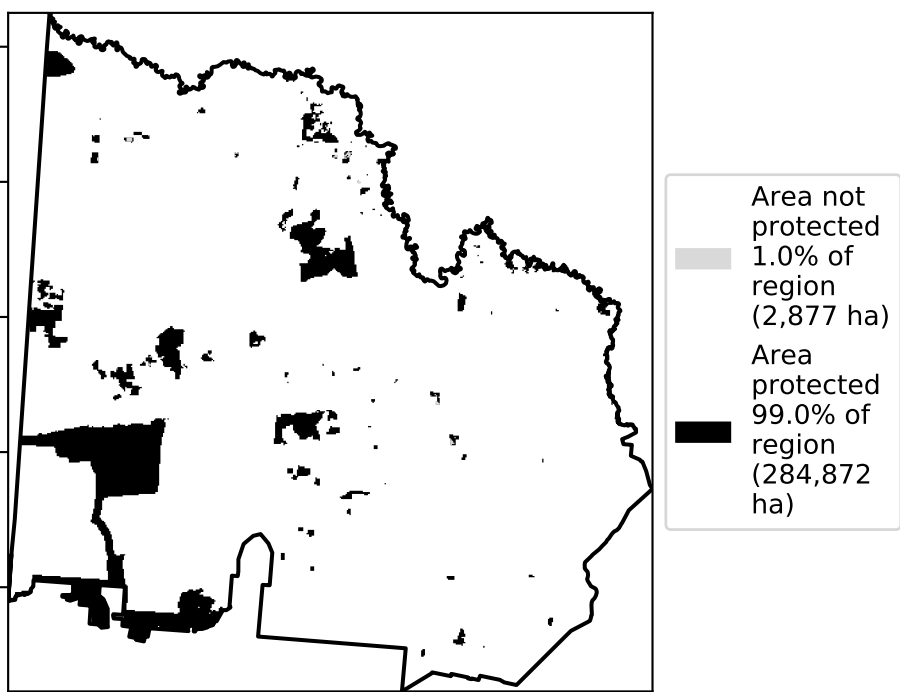 Area not
protected
1.0% of
region
(2,877 ha)
Area
protected
99.0% of
region
(284,872
ha)